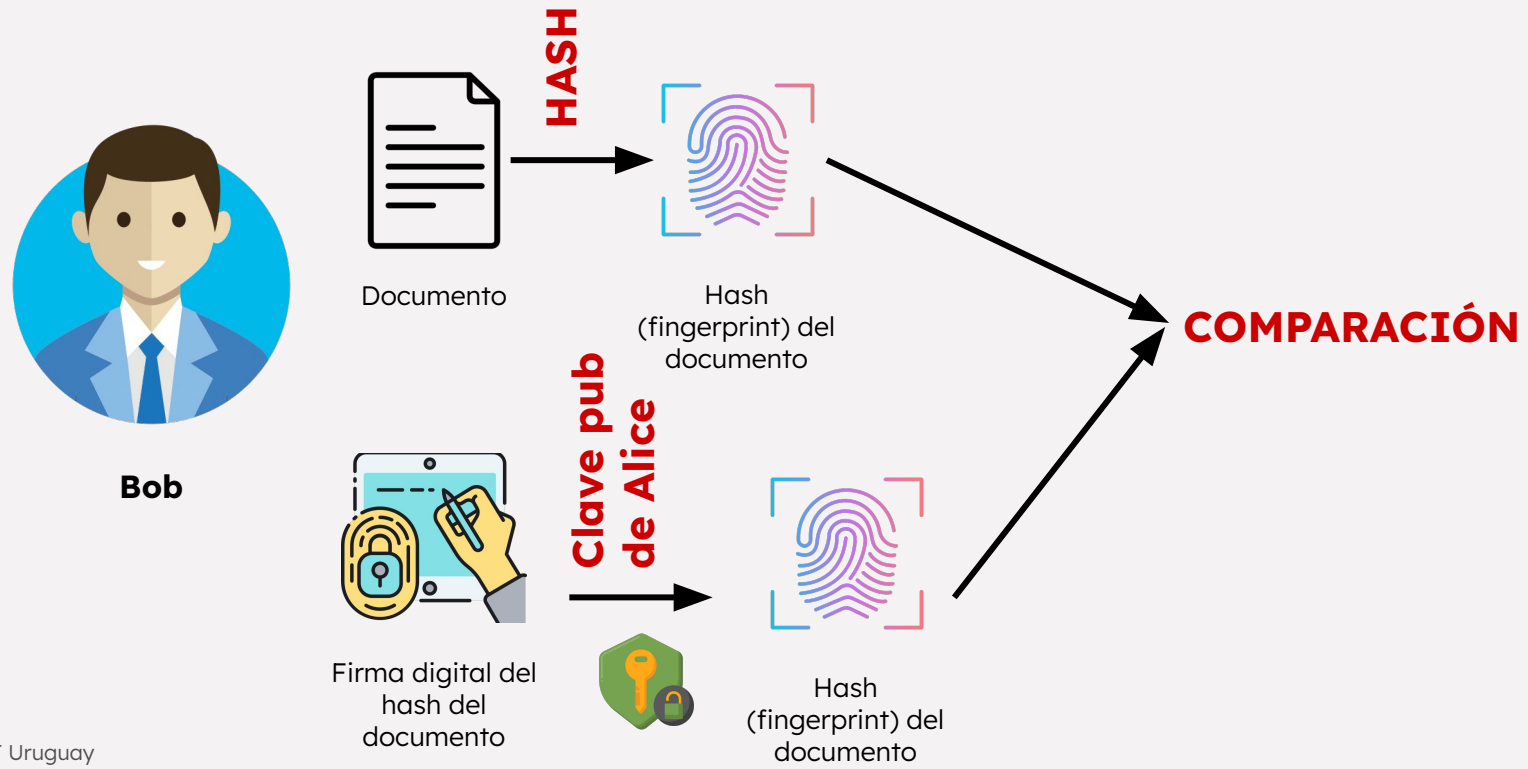 HASH
Documento
Hash
(fingerprint) del
documento
COMPARACIÓN
Bob
Clave pub
de Alice
Firma digital del
hash del
documento
Hash
(fingerprint) del
documento
Uruguay